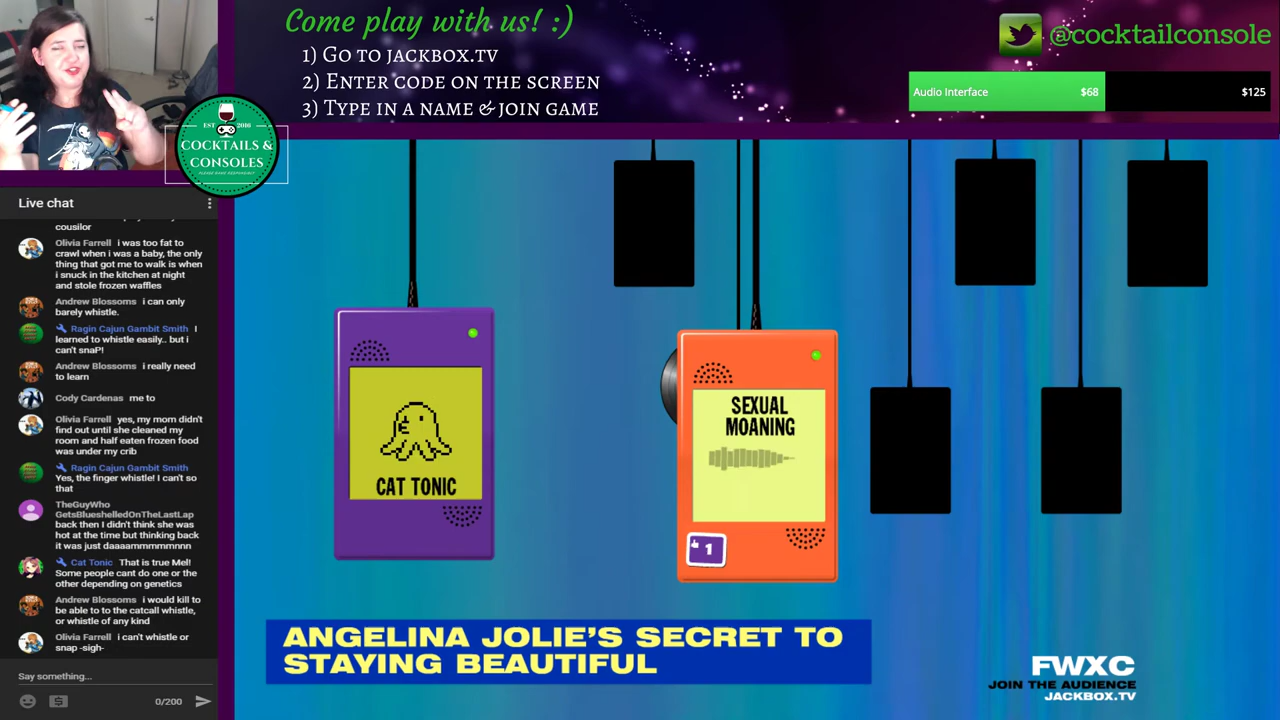 Come play with us! :)
1) GO TO JACKBOX.TV
2) ENTER CODE ON THE SCREEN
3) TYPE IN A NAME & JOIN GAME
@cocktailconsole
Audio Interface $68 $125
EST 2016
COCKTAILS &
CONSOLES
Live chat
cousilor
Olivia Farrell i was too fat to
crawl when i was a baby, the only
thing that got me to walk is when
i snuck in the kitchen at night
and stole frozen waffles
Andrew Blossoms i can only
barely whistle.
Ragin Cajun Gambit Smith I
learned to whistle easily.. but i
can't snaP!
Andrew Blossoms i really need
to learn
Cody Cardenas me to
Olivia Farrell yes, my mom didn't
find out until she cleaned my
room and half eaten frozen food
was under my crib
Ragin Cajun Gambit Smith
Yes, the finger whistle! I can't so
that
TheGuyWho
GetsBlueshelledOnTheLastLap
back then I didn't think she was
hot at the time but thinking back
it was just daaaammmmmnnn
Cat Tonic That is true Mel!
Some people cant do one or the
other depending on genetics
Andrew Blossoms i would kill to
be able to to the catcall whistle,
or whistle of any kind
Olivia Farrell i can't whistle or
snap -sigh-
Say something...
0/200
CAT TONIC
SEXUAL
MOANING
1
ANGELINA JOLIE'S SECRET TO
STAYING BEAUTIFUL
FWXC
JOIN THE AUDIENCE
JACKBOX.TV